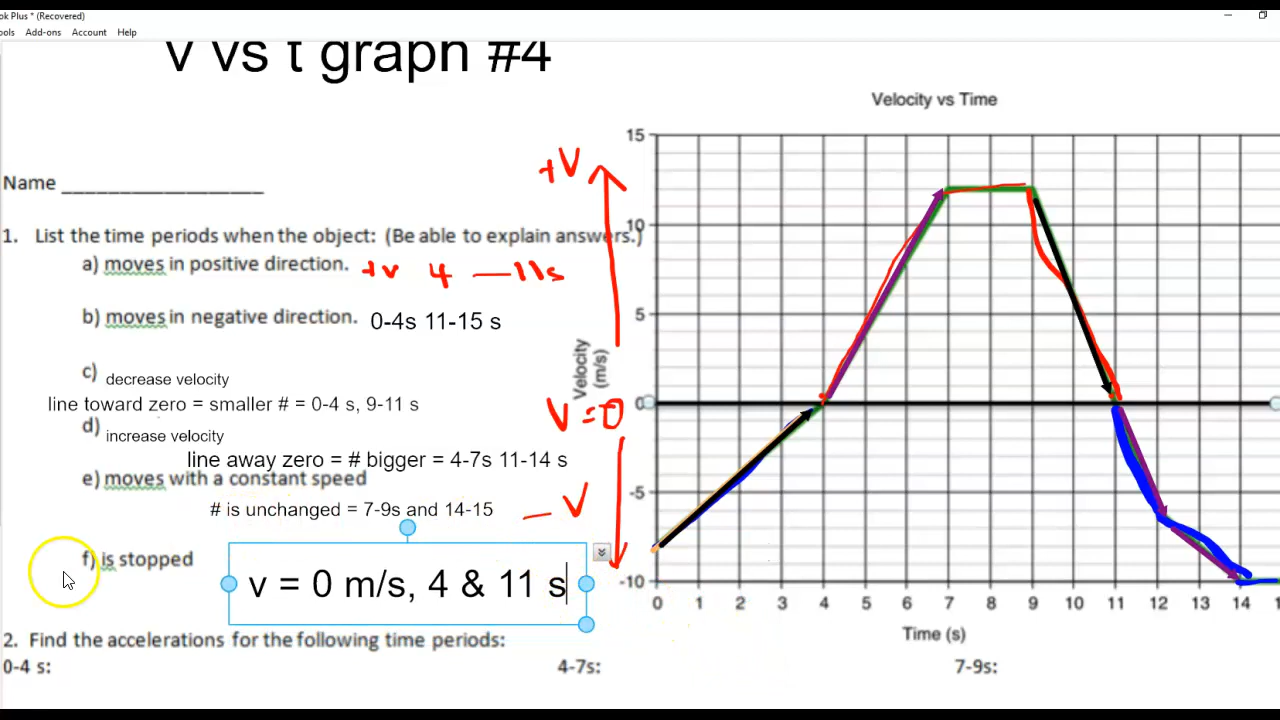 ok Plus * (Recovered)
ools Add-ons Account Help
v vs t graph #4
Name ___________________
1. List the time periods when the object: (Be able to explain answers.)
a) moves in positive direction. +v 4 —11s
b) moves in negative direction. 0-4s 11-15 s
c) decrease velocity
line toward zero = smaller # = 0-4 s, 9-11 s
d) increase velocity
line away zero = # bigger = 4-7s 11-14 s
e) moves with a constant speed
# is unchanged = 7-9s and 14-15
f) is stopped
v = 0 m/s, 4 & 11 s
2. Find the accelerations for the following time periods:
0-4 s: 4-7s: 7-9s:
+V
V=0
—V
Velocity vs Time
Velocity
(m/s)
15
10
5
0
-5
-10
0 1 2 3 4 5 6 7 8 9 10 11 12 13 14 1
Time (s)